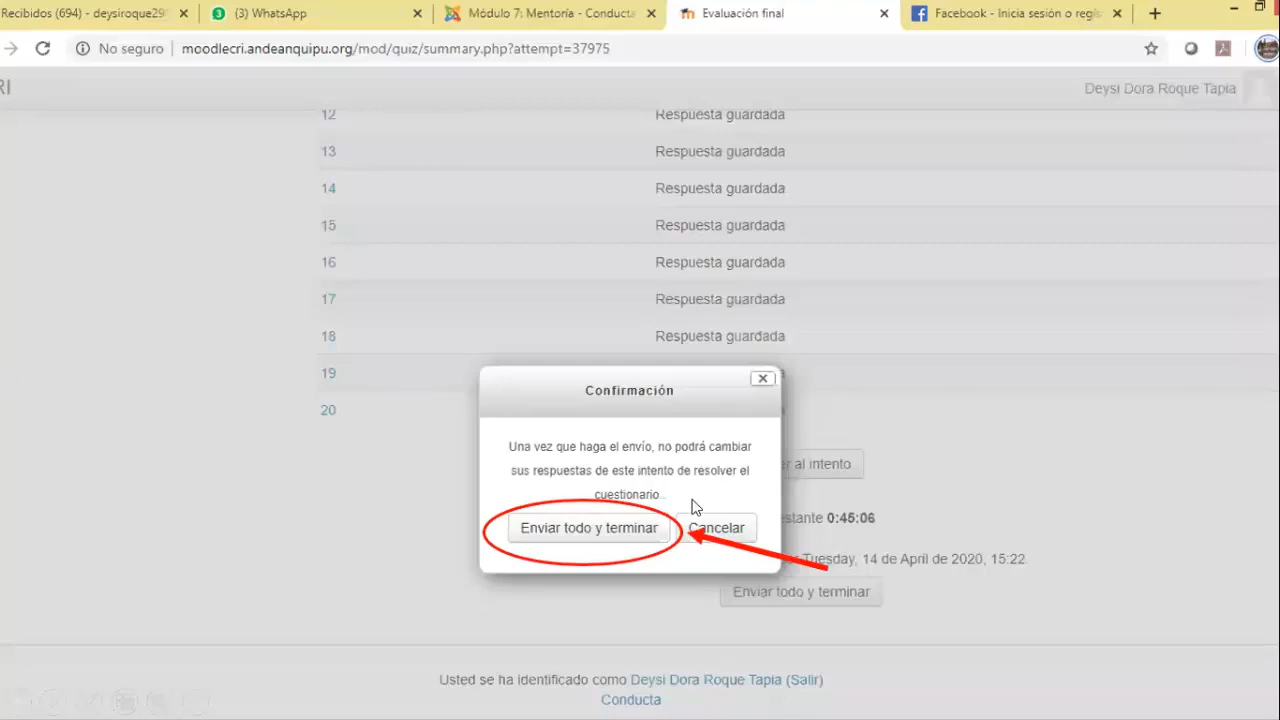 Recibidos (694) - deysiroque29
(3) WhatsApp
Módulo 7: Mentoría - Conducta
Evaluación final
Facebook - Inicia sesión o regís
No seguro
moodlecri.andeanquipu.org/mod/quiz/summary.php?attempt=37975
RI
Deysi Dora Roque Tapia
12 Respuesta guardada
13 Respuesta guardada
14 Respuesta guardada
15 Respuesta guardada
16 Respuesta guardada
17 Respuesta guardada
18 Respuesta guardada
19
20
Confirmación
Una vez que haga el envío, no podrá cambiar
sus respuestas de este intento de resolver el
cuestionario..
Enviar todo y terminar
Cancelar
al intento
stante 0:45:06
Tuesday, 14 de April de 2020, 15:22.
Enviar todo y terminar
Usted se ha identificado como Deysi Dora Roque Tapia (Salir)
Conducta